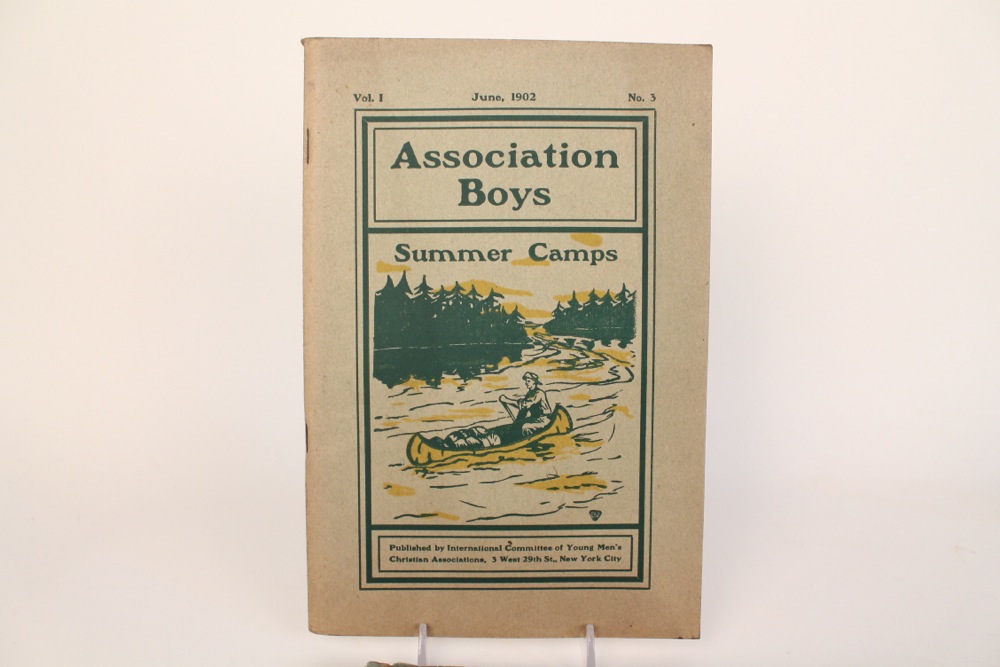 Vol. I June, 1902 No. 3
Association
Boys
Summer Camps
Published by International Committee of Young Men's
Christian Associations, 3 West 29th St., New York City